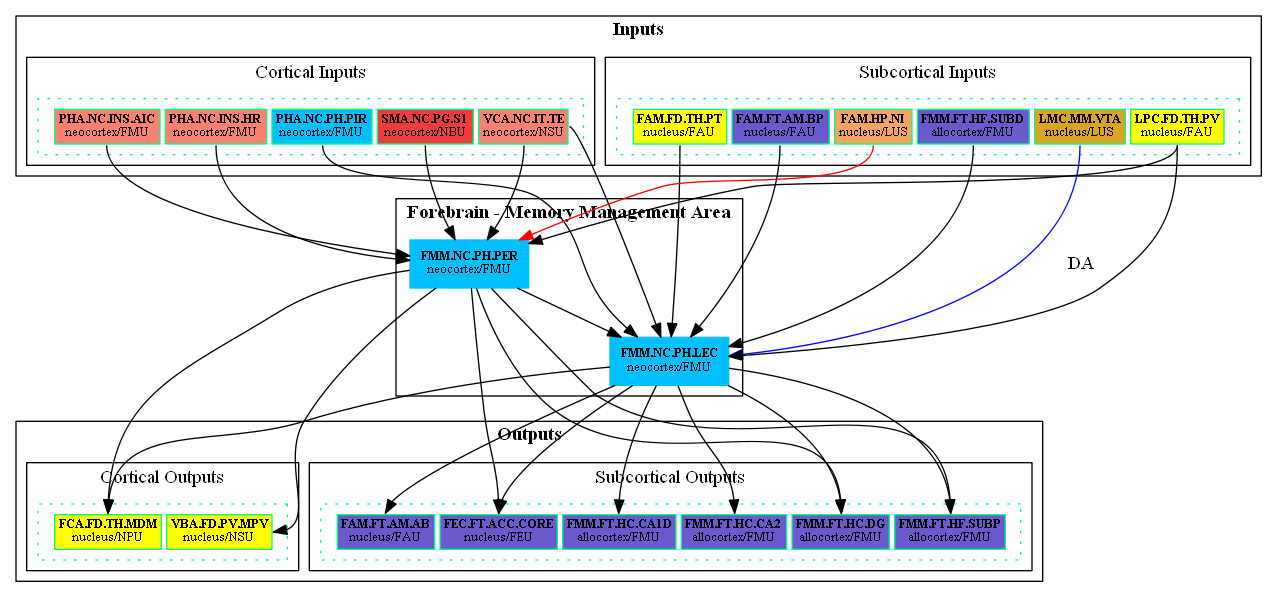 Inputs
Cortical Inputs
Subcortical Inputs
PHA.NC.INS.AIC
neocortex/FMU
PHA.NC.INS.HR
neocortex/FMU
PHA.NC.PH.PIR
neocortex/FMU
SMA.NC.PG.S1
neocortex/NBU
VCA.NC.IT.TE
neocortex/NSU
FAM.FD.TH.PT
nucleus/FAU
FAM.FT.AM.BP
nucleus/FAU
FAM.HP.NI
nucleus/LUS
FMM.FT.HF.SUBD
allocortex/FMU
LMC.MM.VTA
nucleus/LUS
LPC.FD.TH.PV
nucleus/FAU
Forebrain - Memory Management Area
FMM.NC.PH.PER
neocortex/FMU
DA
FMM.NC.PH.LEC
neocortex/FMU
Outputs
Cortical Outputs
Subcortical Outputs
FCA.FD.TH.MDM
nucleus/NPU
VBA.FD.PV.MPV
nucleus/NSU
FAM.FT.AM.AB
nucleus/FAU
FEC.FT.ACC.CORE
nucleus/FEU
FMM.FT.HC.CA1D
allocortex/FMU
FMM.FT.HC.CA2
allocortex/FMU
FMM.FT.HC.DG
allocortex/FMU
FMM.FT.HF.SUBP
allocortex/FMU